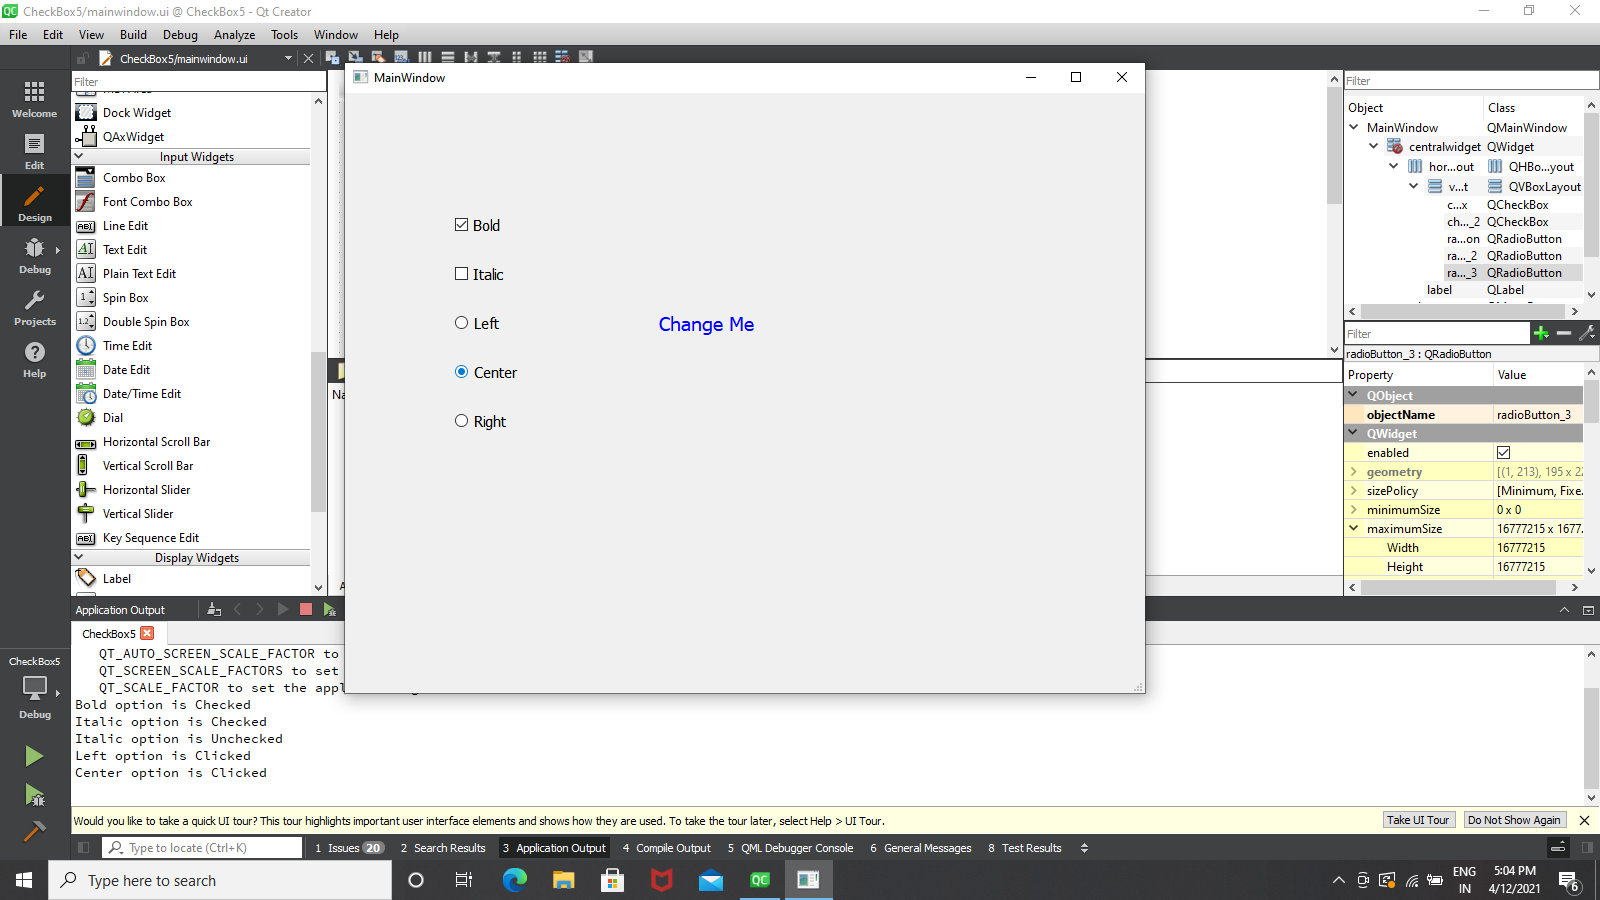 CheckBox5/mainwindow.ui @ CheckBox5 - Qt Creator
File Edit View Build Debug Analyze Tools Window Help
CheckBox5/mainwindow.ui
Filter
Dock Widget
QAxWidget
Input Widgets
Combo Box
Font Combo Box
Line Edit
Text Edit
Plain Text Edit
Spin Box
Double Spin Box
Time Edit
Date Edit
Date/Time Edit
Dial
Horizontal Scroll Bar
Vertical Scroll Bar
Horizontal Slider
Vertical Slider
Key Sequence Edit
Display Widgets
Label
Welcome
Edit
Design
Debug
Projects
Help
CheckBox5
Debug
MainWindow
Bold
Italic
Left
Center
Right
Change Me
Filter
Object Class
MainWindow QMainWindow
centralwidget QWidget
hor...out QHBo...yout
v...t QVBoxLayout
c...x QCheckBox
ch..._2 QCheckBox
ra...on QRadioButton
ra..._2 QRadioButton
ra..._3 QRadioButton
label QLabel
Filter
radioButton_3 : QRadioButton
Property Value
QObject
objectName radioButton_3
QWidget
enabled
geometry [(1, 213), 195 x 22
sizePolicy [Minimum, Fixe.
minimumSize 0 x 0
maximumSize 16777215 x 1677.
Width 16777215
Height 16777215
Application Output
CheckBox5
QT_AUTO_SCREEN_SCALE_FACTOR to
QT_SCREEN_SCALE_FACTORS to set
QT_SCALE_FACTOR to set the appl
Bold option is Checked
Italic option is Checked
Italic option is Unchecked
Left option is Clicked
Center option is Clicked
Would you like to take a quick UI tour? This tour highlights important user interface elements and shows how they are used. To take the tour later, select Help > UI Tour.
Take UI Tour Do Not Show Again
Type to locate (Ctrl+K) 1 Issues 20 2 Search Results 3 Application Output 4 Compile Output 5 QML Debugger Console 6 General Messages 8 Test Results
Type here to search
ENG
IN
5:04 PM
4/12/2021
6